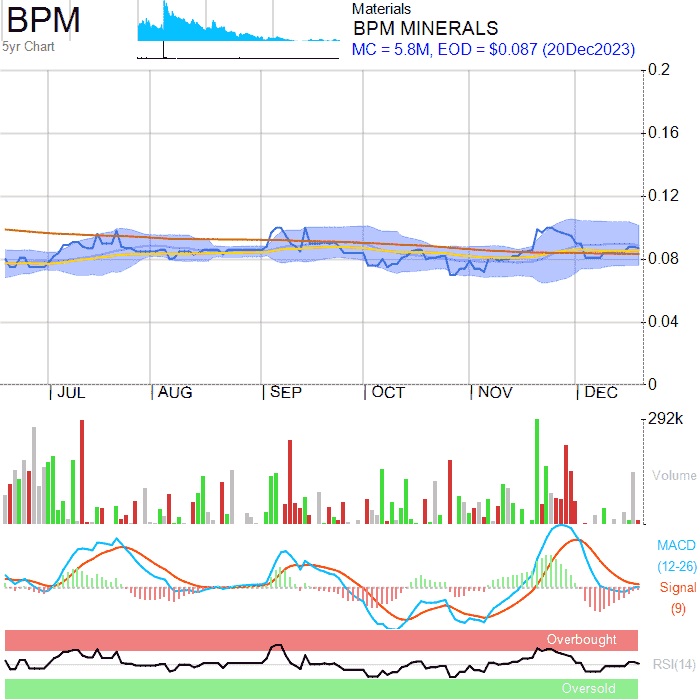 BPM
5yr Chart
Materials
BPM MINERALS
MC = 5.8M, EOD = $0.087 (20Dec2023)
0.2
0.16
0.12
0.08
0.04
0
JUL AUG SEP OCT NOV DEC
292k
Volume
MACD
(12-26)
Signal
(9)
Overbought
RSI(14)
Oversold